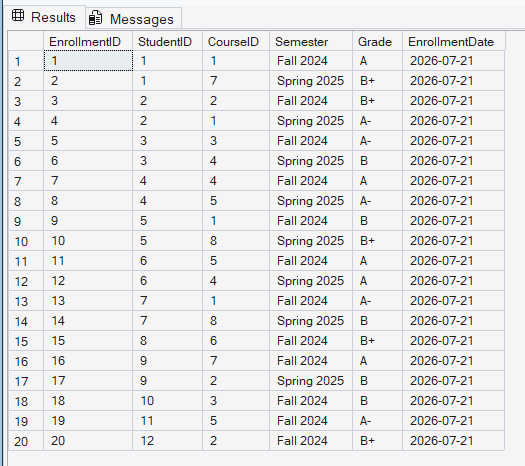 Results Messages
EnrollmentID StudentID CourseID Semester Grade EnrollmentDate
1 1 1 1 Fall 2024 A 2026-07-21
2 2 1 7 Spring 2025 B+ 2026-07-21
3 3 2 2 Fall 2024 B+ 2026-07-21
4 4 2 1 Spring 2025 A- 2026-07-21
5 5 3 3 Fall 2024 A- 2026-07-21
6 6 3 4 Spring 2025 B 2026-07-21
7 7 4 4 Fall 2024 A 2026-07-21
8 8 4 5 Spring 2025 A- 2026-07-21
9 9 5 1 Fall 2024 B 2026-07-21
10 10 5 8 Spring 2025 B+ 2026-07-21
11 11 6 5 Fall 2024 A 2026-07-21
12 12 6 4 Spring 2025 A 2026-07-21
13 13 7 1 Fall 2024 A- 2026-07-21
14 14 7 8 Spring 2025 B 2026-07-21
15 15 8 6 Fall 2024 B+ 2026-07-21
16 16 9 7 Fall 2024 A 2026-07-21
17 17 9 2 Spring 2025 B 2026-07-21
18 18 10 3 Fall 2024 B 2026-07-21
19 19 11 5 Fall 2024 A- 2026-07-21
20 20 12 2 Fall 2024 B+ 2026-07-21